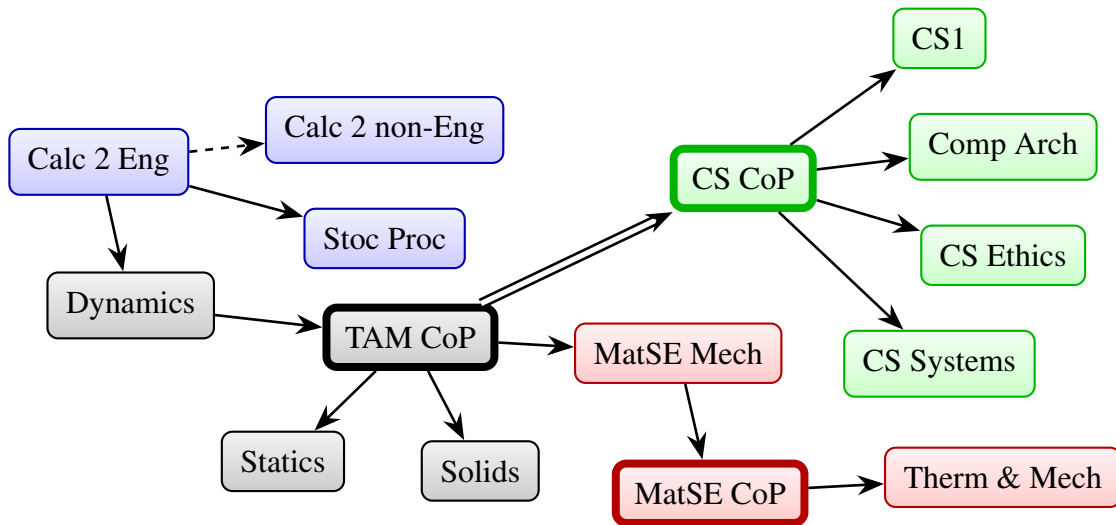 CS1
Calc 2 non-Eng
Calc 2 Eng
Comp Arch
CS CoP
Stoc Proc
CS Ethics
Dynamics
TAM CoP
MatSE Mech
CS Systems
Statics
Solids
MatSE CoP
Therm & Mech